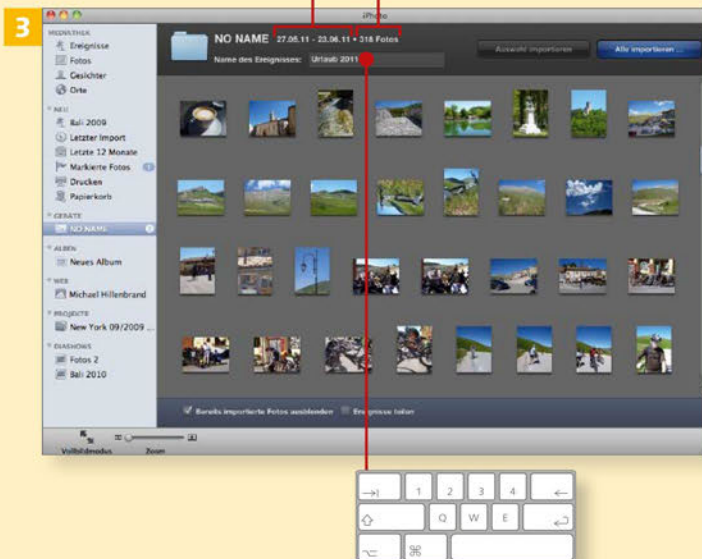 3
iPhoto
MEDIATHEK
Ereignisse
Fotos
Gesichter
Orte
NEU
Bali 2009
Letzter Import
Letzte 12 Monate
Markierte Fotos
Drucken
Papierkorb
GERÄTE
NO NAME
ALBEN
Neues Album
WEB
Michael Hillenbrand
PROJEKTE
New York 09/2009 ...
DIASHOWS
Fotos 2
Bali 2010
NO NAME 27.05.11 - 23.06.11 • 318 Fotos
Name des Ereignisses: Urlaub 2011
Auswahl importieren
Alle importieren ...
Bereits importierte Fotos ausblenden Ereignisse teilen
Vollbildmodus Zoom
1 2 3 4
Q W E